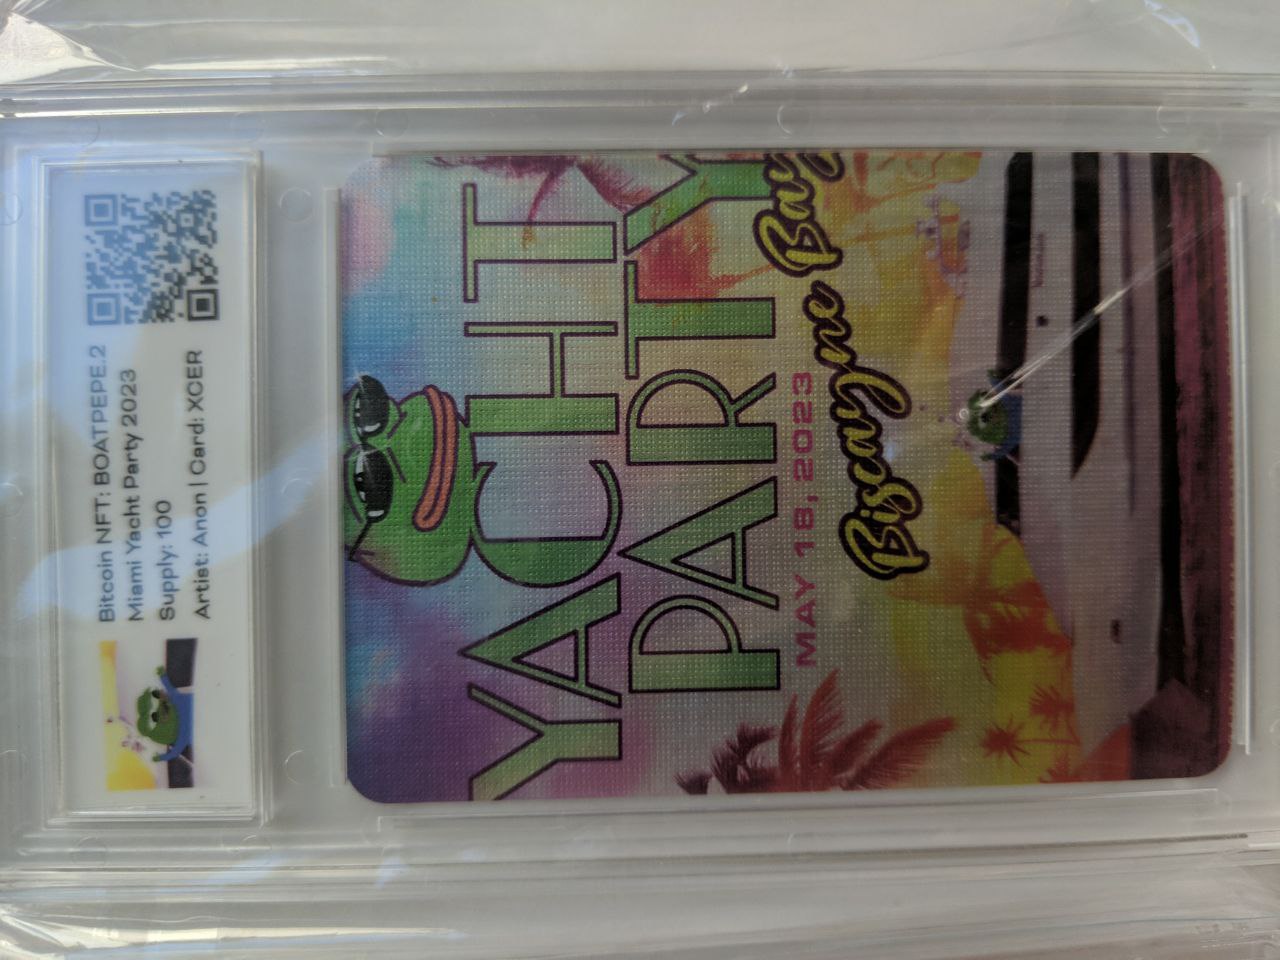 Bitcoin NFT: BOATPEPE.2
Miami Yacht Party 2023
Supply: 100
Artist: Anon | Card: XCER
YACHT
PARTY
MAY 18, 2023
Biscayne Bay